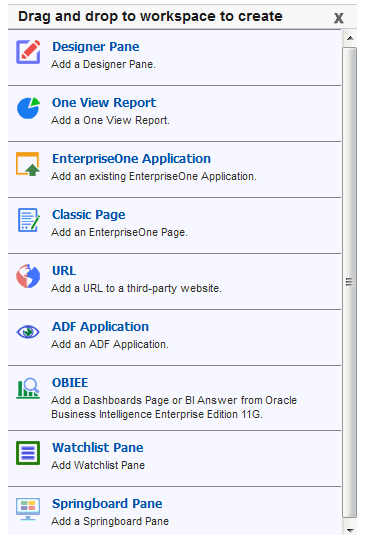 Drag and drop to workspace to create
X
Designer Pane
Add a Designer Pane.
One View Report
Add a One View Report.
EnterpriseOne Application
Add an existing EnterpriseOne Application.
Classic Page
Add an EnterpriseOne Page.
URL
Add a URL to a third-party website.
ADF Application
Add an ADF Application.
OBIEE
Add a Dashboards Page or BI Answer from Oracle
Business Intelligence Enterprise Edition 11G.
Watchlist Pane
Add Watchlist Pane
Springboard Pane
Add a Springboard Pane